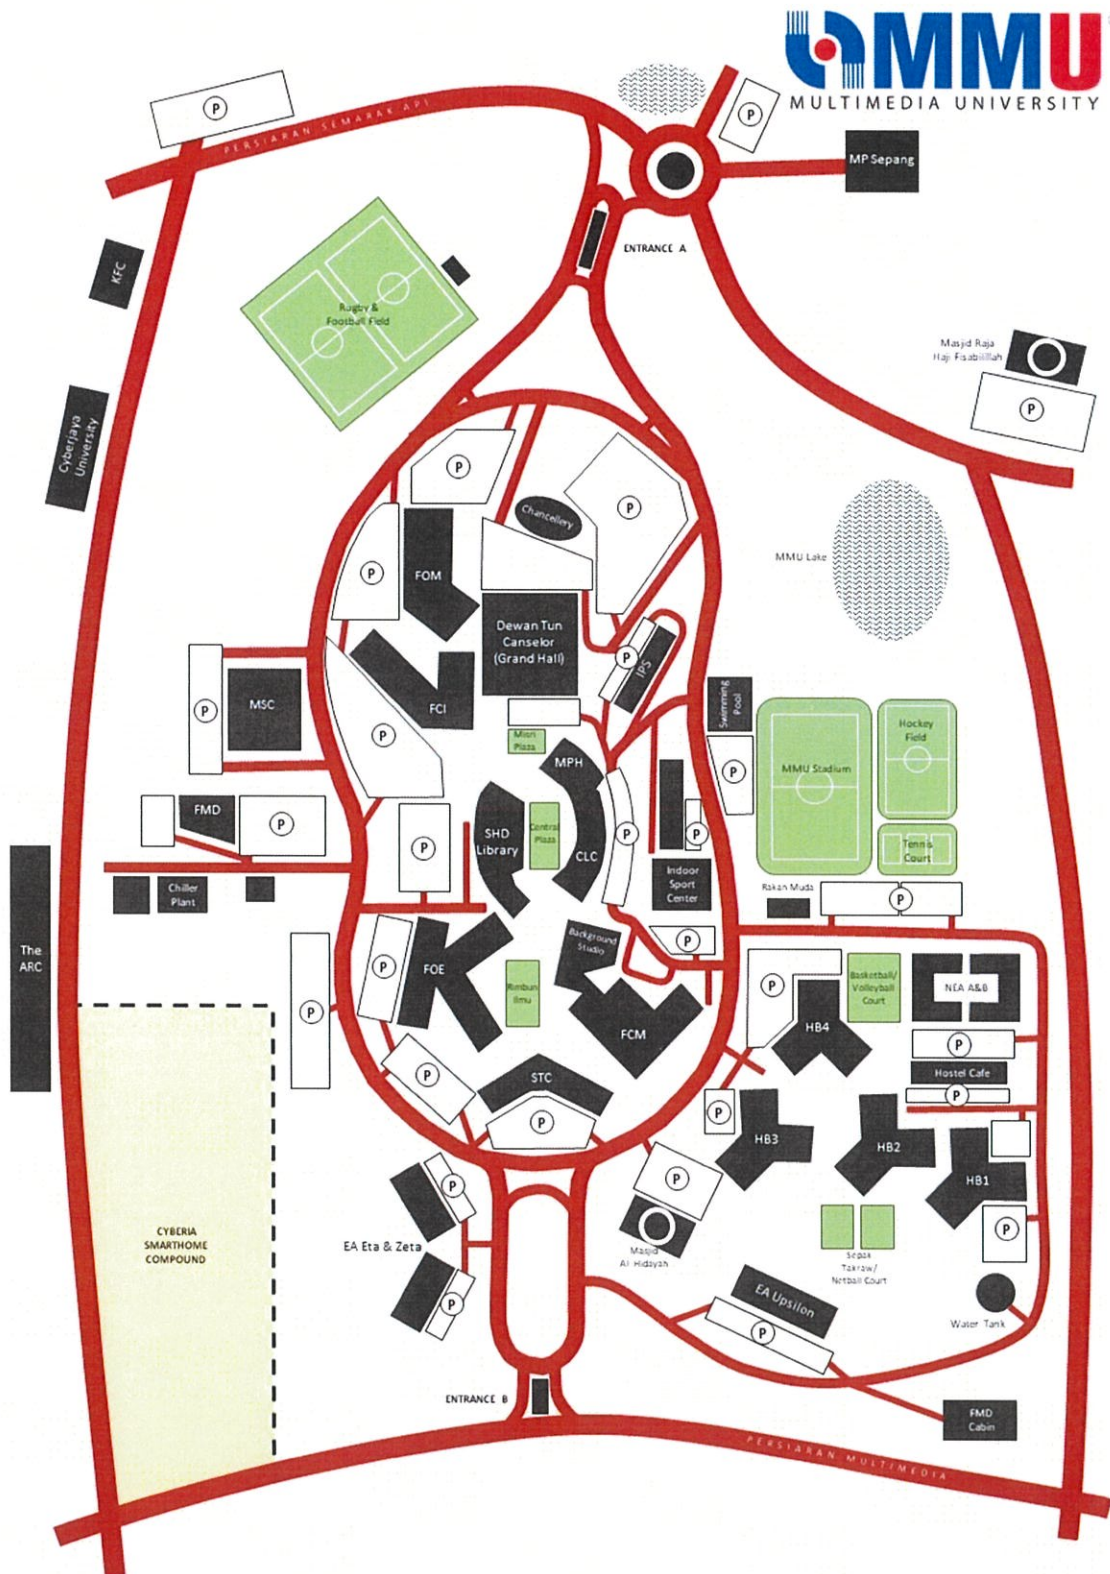 MMU
MULTIMEDIA UNIVERSITY
P
PERSIARAN SEMARAK API
P
MP Sepang
ENTRANCE A
KFC
Rugby &
Football Field
Masjid Raja
Haji Fisabilillah
P
Cyberjaya
University
P
P
Chancellery
MMU Lake
P
FOM
Dewan Tun
Canselor
(Grand Hall)
P
IPS
MSC
P
FCI
P
Swimming
Pool
Hockey
Field
Misri
Plaza
MPH
P
MMU Stadium
FMD
P
SHD
Library
Central
Plaza
P
P
CLC
P
Tennis
Court
Indoor
Sport
Center
Rakan Muda
P
Chiller
Plant
The
ARC
Background
Studio
P
P
FOE
Rimbun
Ilmu
P
Basketball/
Volleyball
Court
NEA A&B
P
FCM
HB4
P
Hostel Cafe
P
P
STC
P
P
HB3
HB2
HB1
P
P
P
CYBERIA
SMARTHOME
COMPOUND
EA Eta & Zeta
Masjid
Al Hidayah
Sepak
Takraw/
Netball Court
P
EA Upsilon
P
Water Tank
ENTRANCE B
FMD
Cabin
PERSIARAN MULTIMEDIA